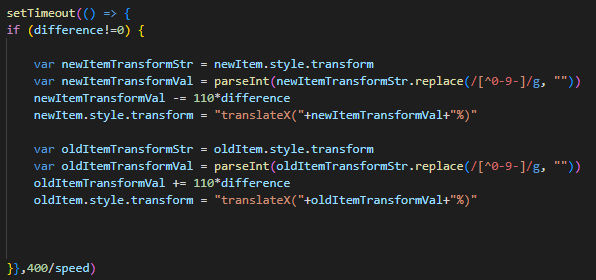 setTimeout(() => {
if (difference!=0) {
var newItemTransformStr = newItem.style.transform
var newItemTransformVal = parseInt(newItemTransformStr.replace(/[^0-9-]/g, ""))
newItemTransformVal -= 110*difference
newItem.style.transform = "translateX("+newItemTransformVal+"%)"
var oldItemTransformStr = oldItem.style.transform
var oldItemTransformVal = parseInt(oldItemTransformStr.replace(/[^0-9-]/g, ""))
oldItemTransformVal += 110*difference
oldItem.style.transform = "translateX("+oldItemTransformVal+"%)"
}},400/speed)